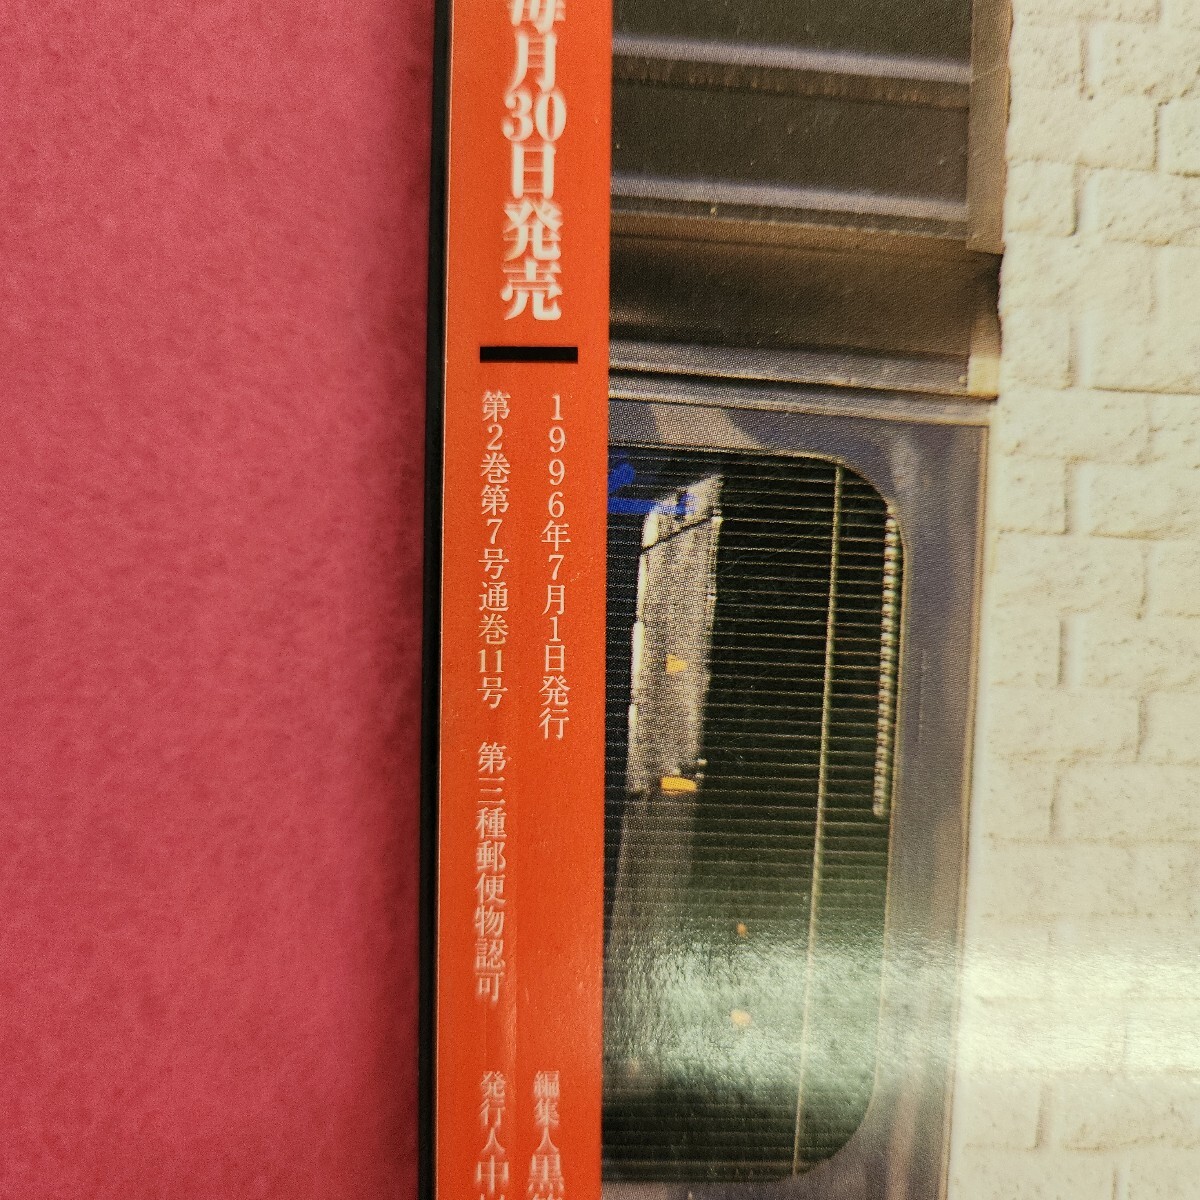 毎月30日発売
1996年7月1日発行
第2巻第7号通巻11号 第三種郵便物認可
編集人 黒
発行人 中